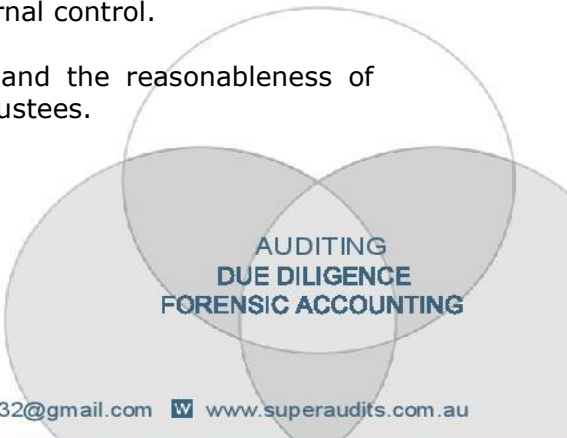 rnal control.
and the reasonableness of
ustees.
AUDITING
DUE DILIGENCE
FORENSIC ACCOUNTING
32@gmail.com W www.superaudits.com.au